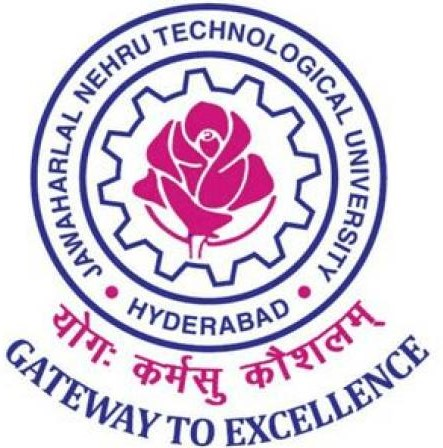 JAWAHARLAL NEHRU TECHNOLOGICAL UNIVERSITY
• HYDERABAD •
योगः कर्मसु कौशलम्
GATEWAY TO EXCELLENCE